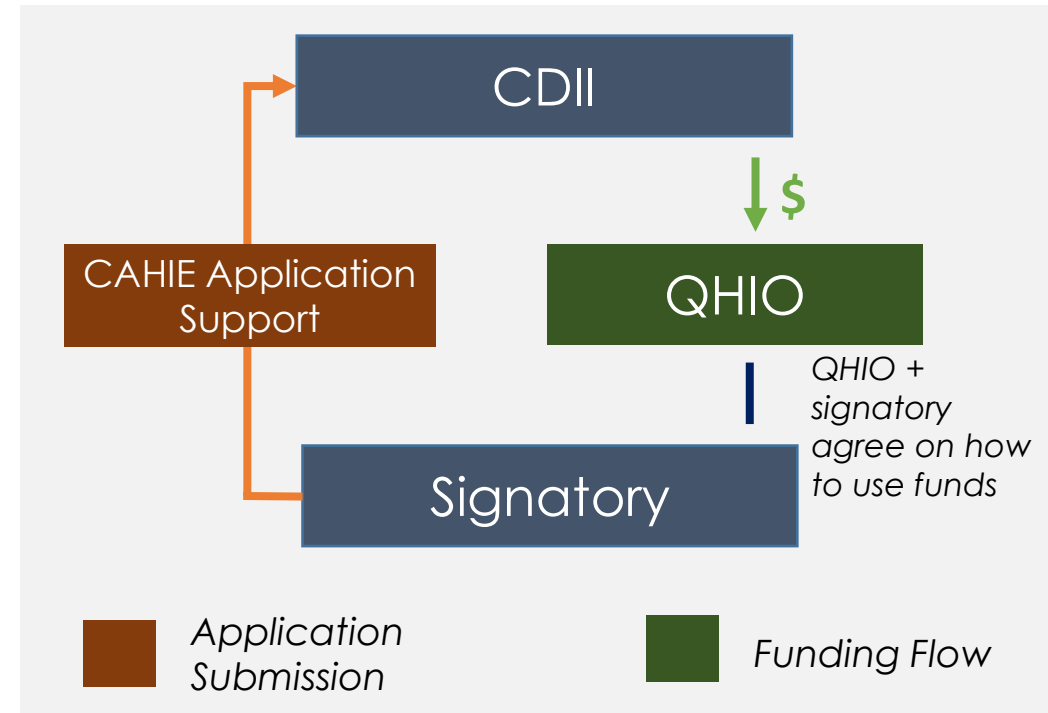 CDII
$
CAHIE Application
Support
QHIO
QHIO +
signatory
agree on how
to use funds
Signatory
Application
Submission
Funding Flow